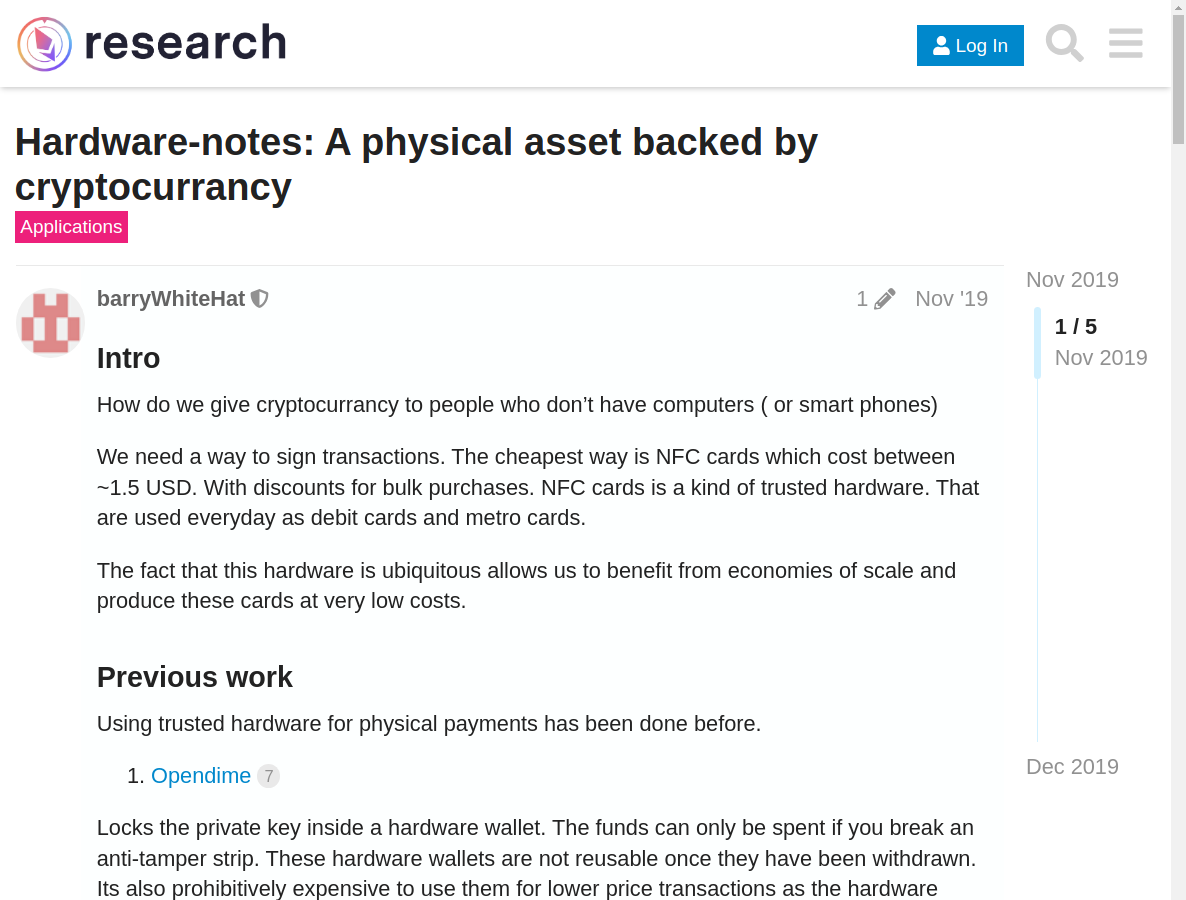 research
Log In
Hardware-notes: A physical asset backed by
cryptocurrancy
Applications
barryWhiteHat
1
Nov '19
Nov 2019
1 / 5
Nov 2019
Dec 2019
Intro
How do we give cryptocurrancy to people who don’t have computers ( or smart phones)
We need a way to sign transactions. The cheapest way is NFC cards which cost between
~1.5 USD. With discounts for bulk purchases. NFC cards is a kind of trusted hardware. That
are used everyday as debit cards and metro cards.
The fact that this hardware is ubiquitous allows us to benefit from economies of scale and
produce these cards at very low costs.
Previous work
Using trusted hardware for physical payments has been done before.
1. Opendime 7
Locks the private key inside a hardware wallet. The funds can only be spent if you break an
anti-tamper strip. These hardware wallets are not reusable once they have been withdrawn.
Its also prohibitively expensive to use them for lower price transactions as the hardware